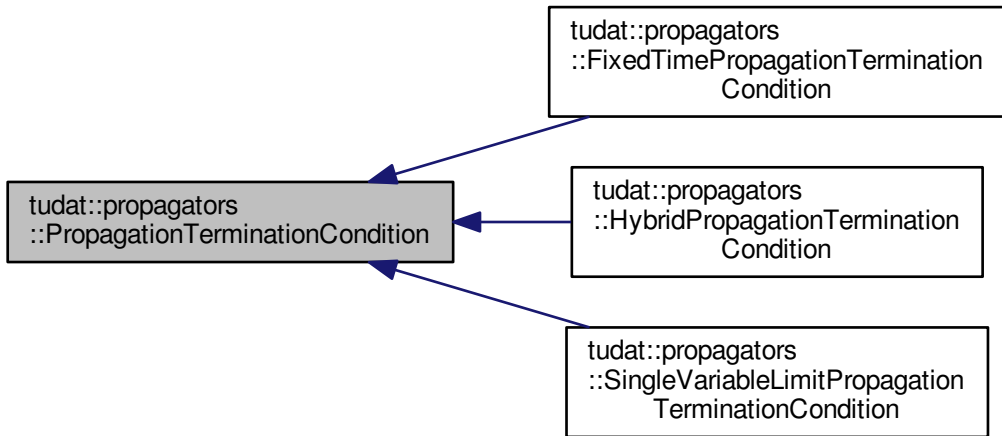 tudat::propagators
::FixedTimePropagationTermination
Condition
tudat::propagators
::PropagationTerminationCondition
tudat::propagators
::HybridPropagationTermination
Condition
tudat::propagators
::SingleVariableLimitPropagation
TerminationCondition